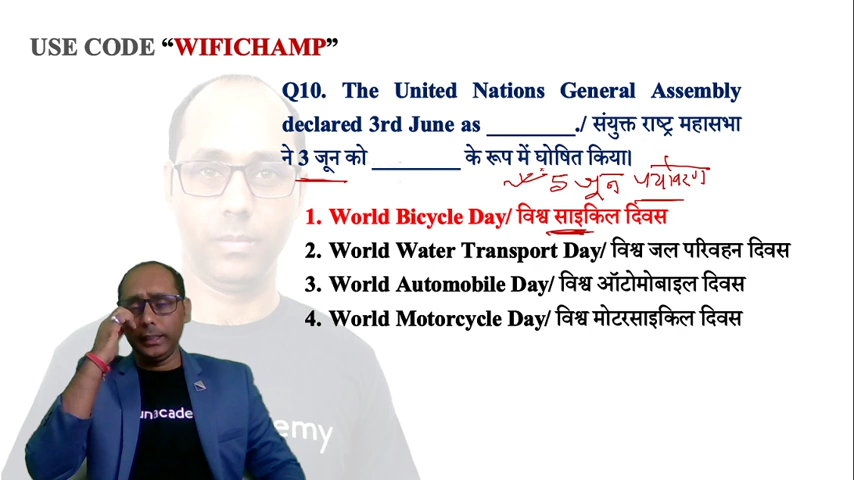 USE CODE “WIFICHAMP”
Q10. The United Nations General Assembly
declared 3rd June as ________./ संयुक्त राष्ट्र महासभा
ने 3 जून को ________ के रूप में घोषित किया।
5 जून पर्यावरण
1. World Bicycle Day/ विश्व साइकिल दिवस
2. World Water Transport Day/ विश्व जल परिवहन दिवस
3. World Automobile Day/ विश्व ऑटोमोबाइल दिवस
4. World Motorcycle Day/ विश्व मोटरसाइकिल दिवस
unacade
emy